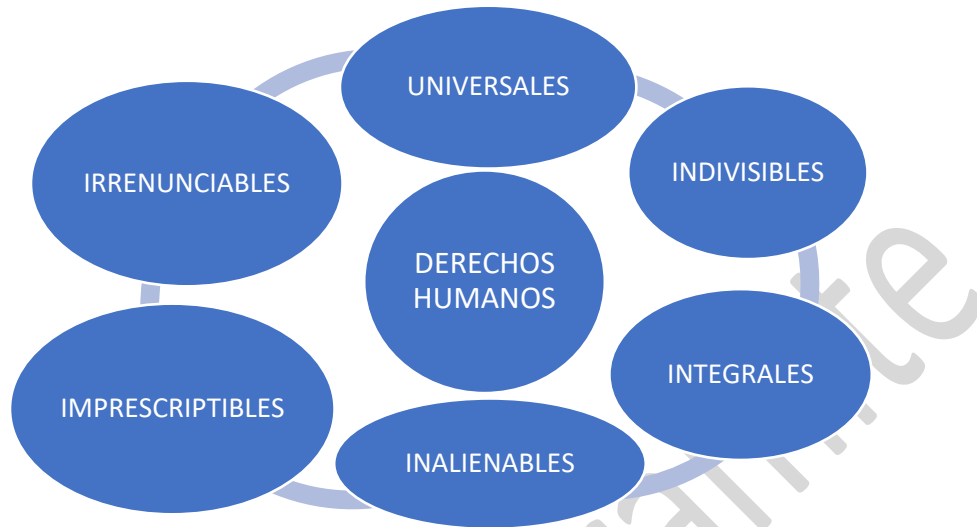 UNIVERSALES
INDIVISIBLES
INTEGRALES
INALIENABLES
IMPRESCRIPTIBLES
IRRENUNCIABLES
DERECHOS
HUMANOS